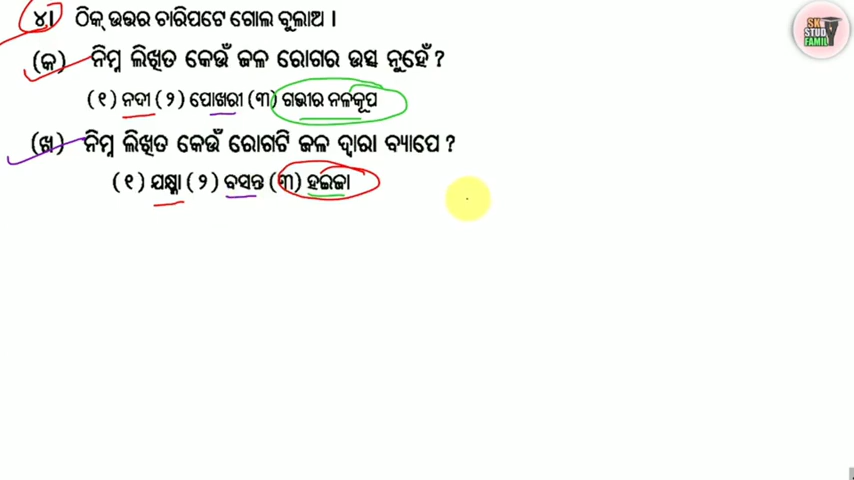 ୪। ଠିକ୍ ଉତ୍ତର ଚାରିପଟେ ଗୋଲ ବୁଲାଅ ।
(କ) ନିମ୍ନ ଲିଖିତ କେଉଁ ଜଳ ରୋଗର ଉତ୍ସ ନୁହେଁ ?
(୧) ନଦୀ (୨) ପୋଖରୀ (୩) ଗଭୀର ନଳକୂପ
(ଖ) ନିମ୍ନ ଲିଖିତ କେଉଁ ରୋଗଟି ଜଳ ଦ୍ୱାରା ବ୍ୟାପେ ?
(୧) ଯକ୍ଷ୍ମା (୨) ବସନ୍ତ (୩) ହଇଜା
SK
STUDY
FAMILY